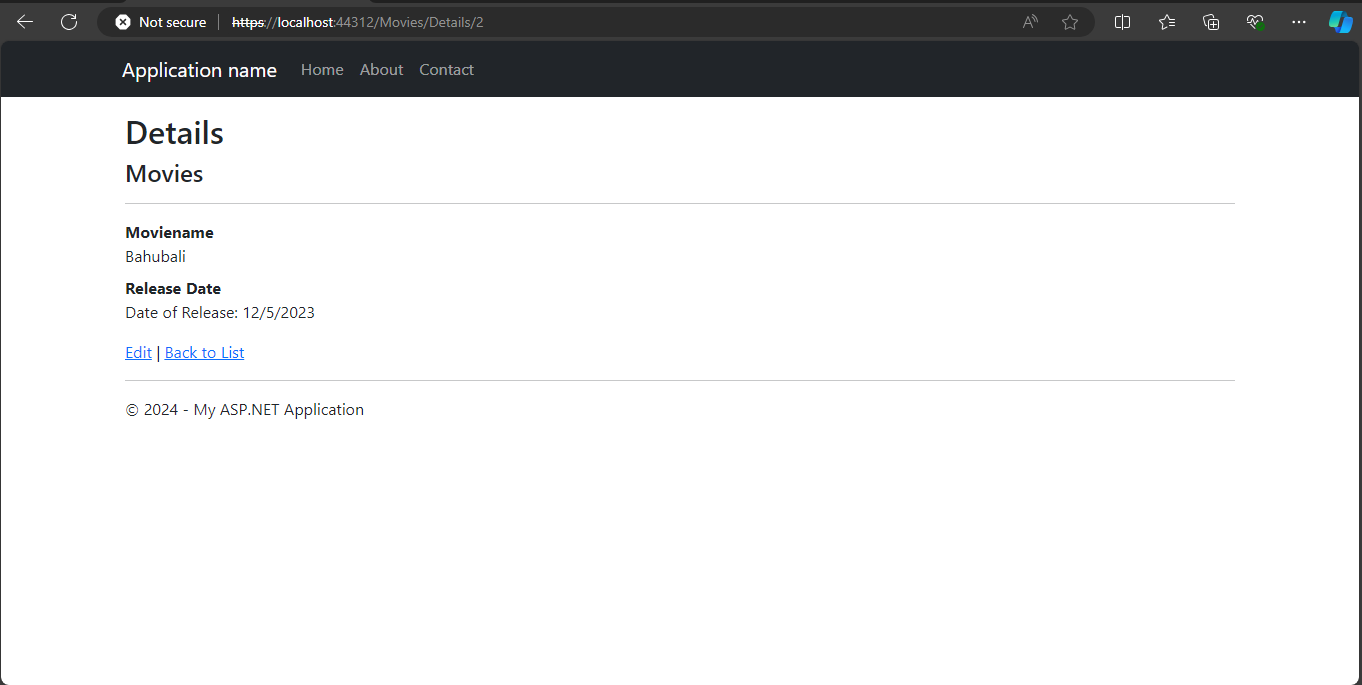 Not secure https://localhost:44312/Movies/Details/2
Application name Home About Contact
Details
Movies
Moviename
Bahubali
Release Date
Date of Release: 12/5/2023
Edit | Back to List
© 2024 - My ASP.NET Application